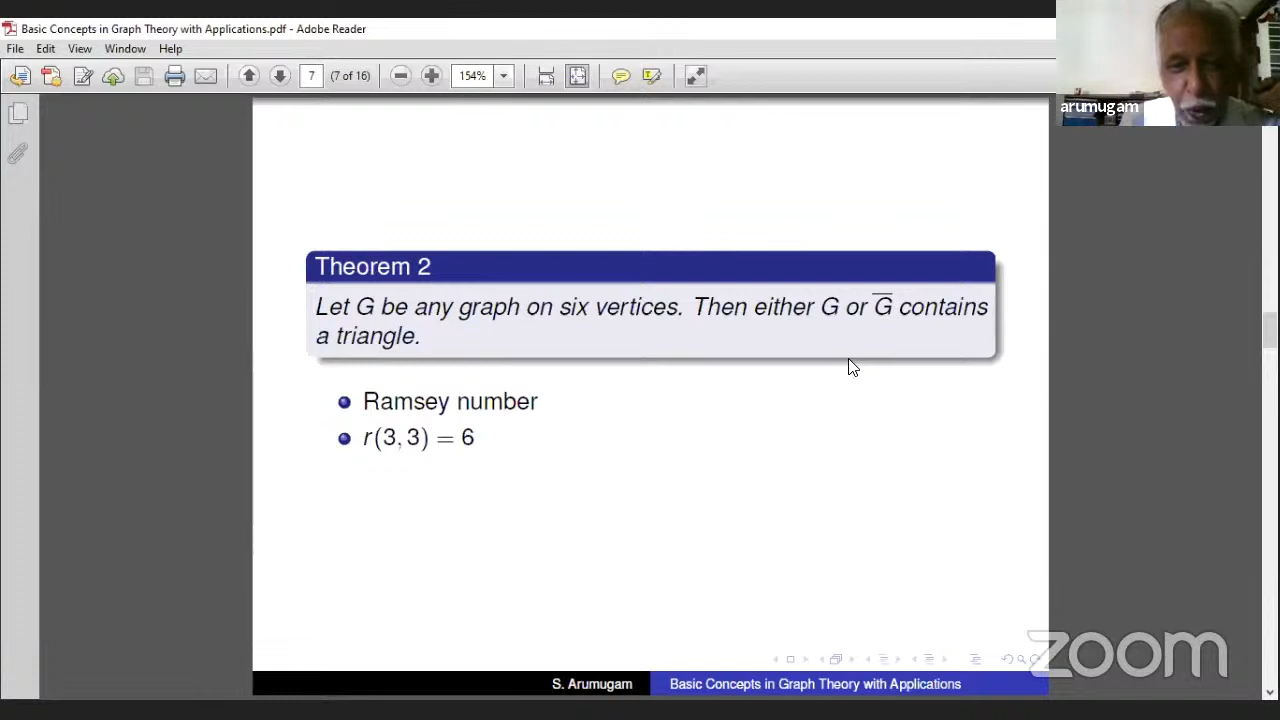 Basic Concepts in Graph Theory with Applications.pdf - Adobe Reader
File Edit View Window Help
7 (7 of 16) 154%
arumugam
Theorem 2
Let G be any graph on six vertices. Then either G or G̅ contains
a triangle.
Ramsey number
r(3, 3) = 6
zoom
S. Arumugam Basic Concepts in Graph Theory with Applications